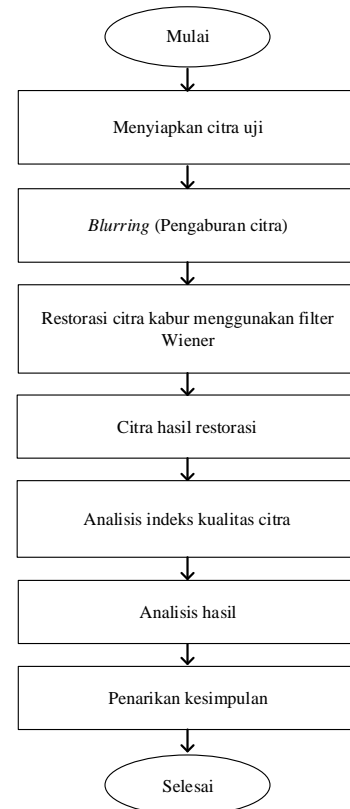 Mulai
Menyiapkan citra uji
Blurring (Pengaburan citra)
Restorasi citra kabur menggunakan filter
Wiener
Citra hasil restorasi
Analisis indeks kualitas citra
Analisis hasil
Penarikan kesimpulan
Selesai